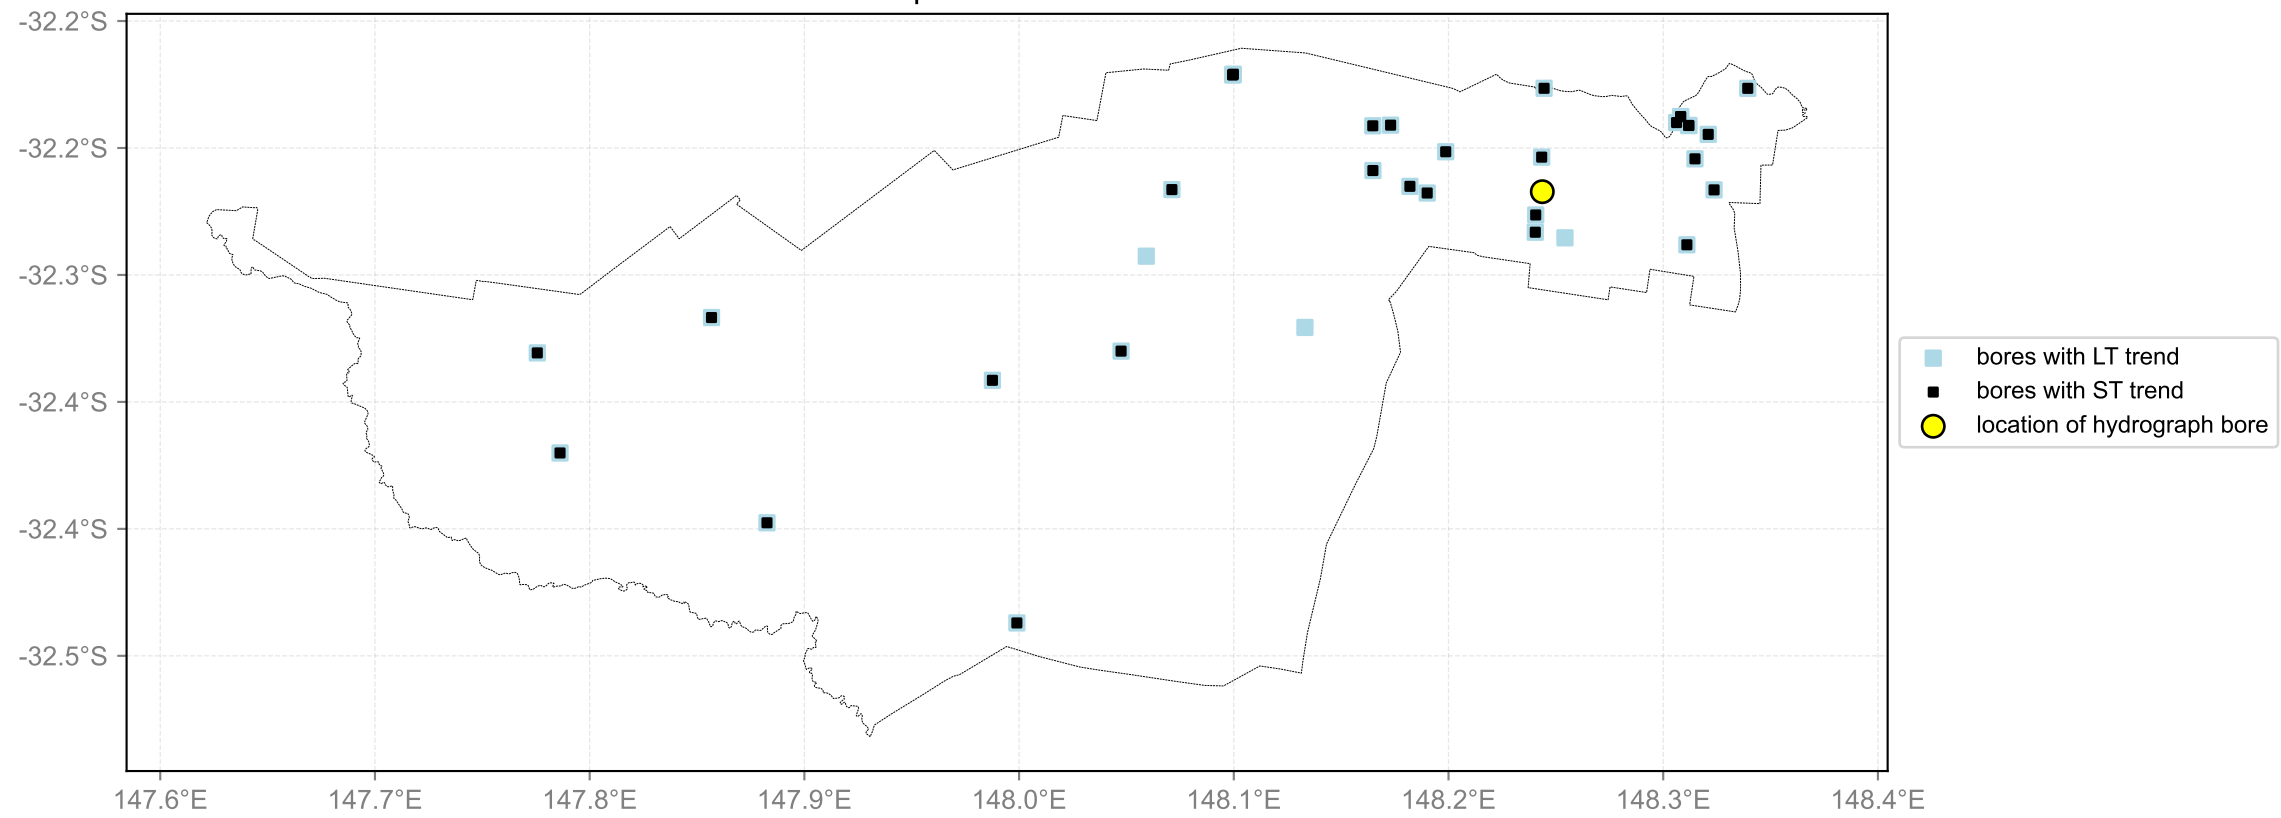 -32.2°S
-32.2°S
-32.3°S
-32.4°S
-32.4°S
-32.5°S
147.6°E 147.7°E 147.8°E 147.9°E 148.0°E 148.1°E 148.2°E 148.3°E 148.4°E
bores with LT trend
bores with ST trend
location of hydrograph bore